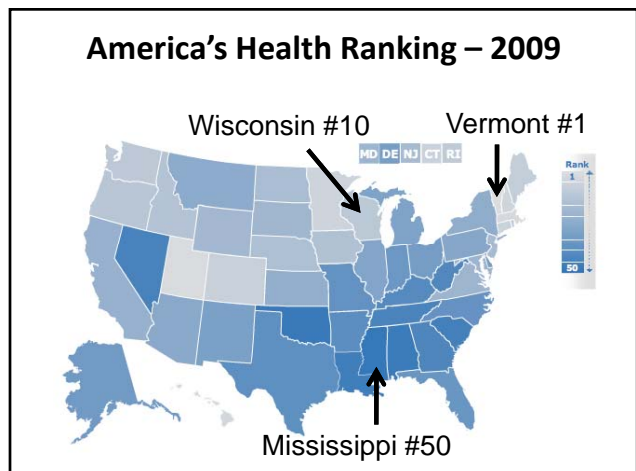 America’s Health Ranking – 2009
Wisconsin #10
Vermont #1
MD DE NJ CT RI
Rank
1
50
Mississippi #50